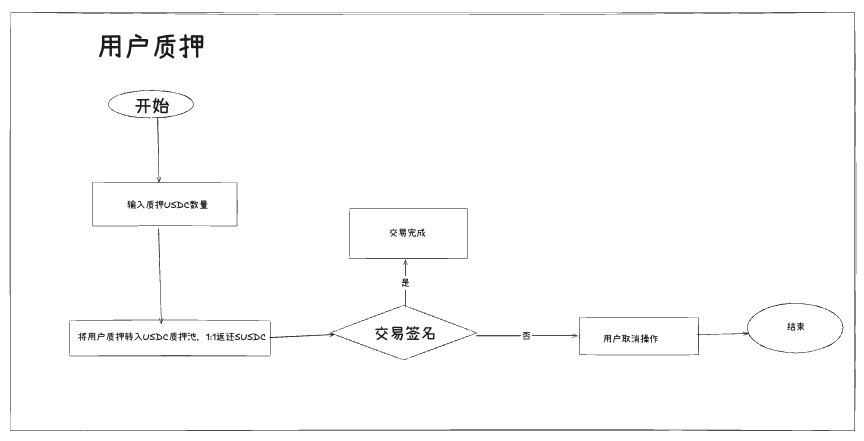 用户质押
开始
输入质押USDC数量
交易完成
是
将用户质押转入USDC质押池，1:1返还SUSDC
交易签名
否
用户取消操作
结束